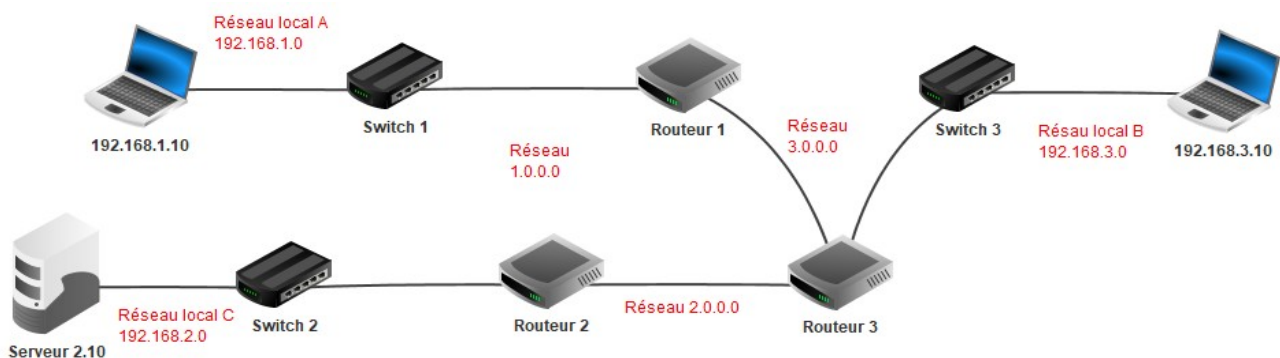 Réseau local A
192.168.1.0
192.168.1.10
Switch 1
Routeur 1
Réseau
3.0.0.0
Switch 3
Résau local B
192.168.3.0
192.168.3.10
Réseau
1.0.0.0
Serveur 2.10
Réseau local C
192.168.2.0
Switch 2
Routeur 2
Réseau 2.0.0.0
Routeur 3